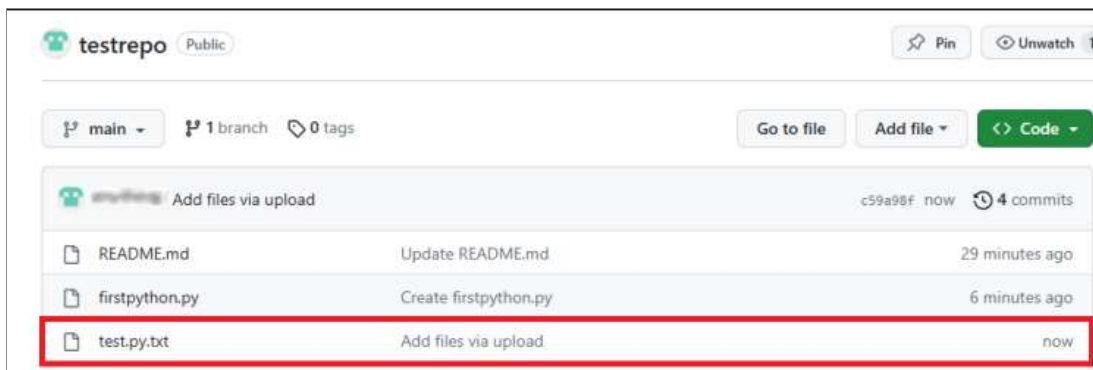 testrepo Public Pin Unwatch 1
main 1 branch 0 tags Go to file Add file <> Code
Add files via upload c59a98f now 4 commits
README.md Update README.md 29 minutes ago
firstpython.py Create firstpython.py 6 minutes ago
test.py.txt Add files via upload now